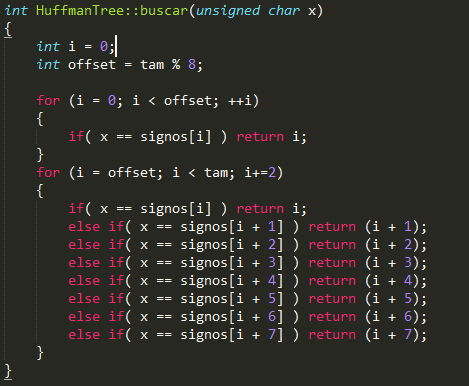 int HuffmanTree::buscar(unsigned char x)
{
    int i = 0;
    int offset = tam % 8;

    for (i = 0; i < offset; ++i)
    {
        if( x == signos[i] ) return i;
    }
    for (i = offset; i < tam; i+=2)
    {
        if( x == signos[i] ) return i;
        else if( x == signos[i + 1] ) return (i + 1);
        else if( x == signos[i + 2] ) return (i + 2);
        else if( x == signos[i + 3] ) return (i + 3);
        else if( x == signos[i + 4] ) return (i + 4);
        else if( x == signos[i + 5] ) return (i + 5);
        else if( x == signos[i + 6] ) return (i + 6);
        else if( x == signos[i + 7] ) return (i + 7);
    }
}